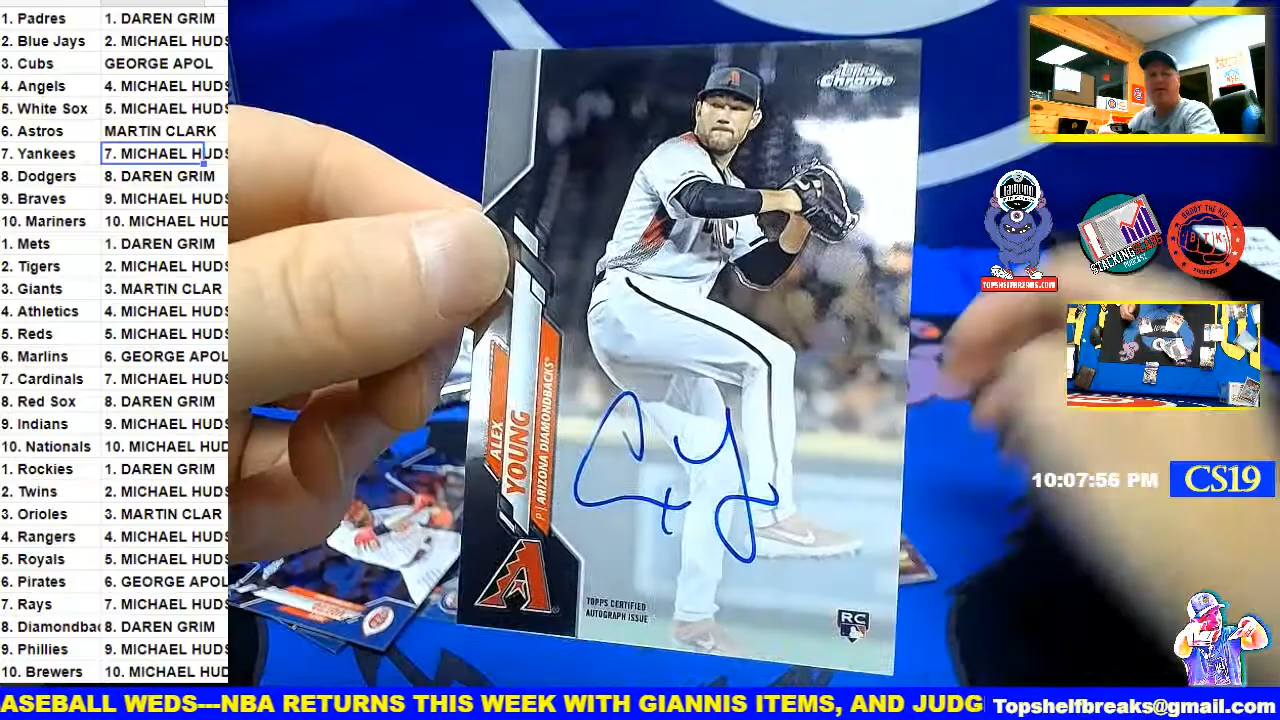 1. Padres 1. DAREN GRIM
2. Blue Jays 2. MICHAEL HUDS
3. Cubs GEORGE APOL
4. Angels 4. MICHAEL HUDS
5. White Sox 5. MICHAEL HUDS
6. Astros MARTIN CLARK
7. Yankees 7. MICHAEL HUDS
8. Dodgers 8. DAREN GRIM
9. Braves 9. MICHAEL HUDS
10. Mariners 10. MICHAEL HUD
1. Mets 1. DAREN GRIM
2. Tigers 2. MICHAEL HUDS
3. Giants 3. MARTIN CLAR
4. Athletics 4. MICHAEL HUDS
5. Reds 5. MICHAEL HUDS
6. Marlins 6. GEORGE APOL
7. Cardinals 7. MICHAEL HUDS
8. Red Sox 8. DAREN GRIM
9. Indians 9. MICHAEL HUDS
10. Nationals 10. MICHAEL HUD
1. Rockies 1. DAREN GRIM
2. Twins 2. MICHAEL HUDS
3. Orioles 3. MARTIN CLAR
4. Rangers 4. MICHAEL HUDS
5. Royals 5. MICHAEL HUDS
6. Pirates 6. GEORGE APOL
7. Rays 7. MICHAEL HUDS
8. Diamondbac 8. DAREN GRIM
9. Phillies 9. MICHAEL HUDS
10. Brewers 10. MICHAEL HUD
Topps Chrome
ALEX
YOUNG
P | ARIZONA DIAMONDBACKS®
TOPPS CERTIFIED
AUTOGRAPH ISSUE
RC
TOPSHELFBREAKS.COM
STACKING SLABS
PODCAST
BTK
10:07:56 PM CS19
ASEBALL WEDS---NBA RETURNS THIS WEEK WITH GIANNIS ITEMS, AND JUDG
Topshelfbreaks@gmail.com